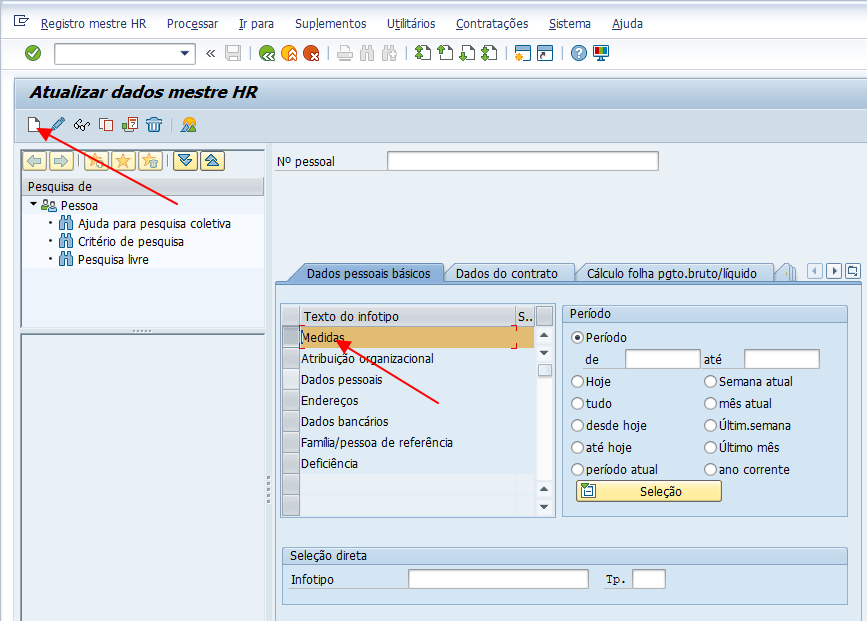 Registro mestre HR Processar Ir para Suplementos Utilitários Contratações Sistema Ajuda
Atualizar dados mestre HR
Pesquisa de
Pessoa
Ajuda para pesquisa coletiva
Critério de pesquisa
Pesquisa livre
Nº pessoal
Dados pessoais básicos Dados do contrato Cálculo folha pgto.bruto/líquido
Texto do infotipo S..
Medidas
Atribuição organizacional
Dados pessoais
Endereços
Dados bancários
Família/pessoa de referência
Deficiência
Período
Período
de até
Hoje Semana atual
tudo mês atual
desde hoje Últim.semana
até hoje Último mês
período atual ano corrente
Seleção
Seleção direta
Infotipo Tp.